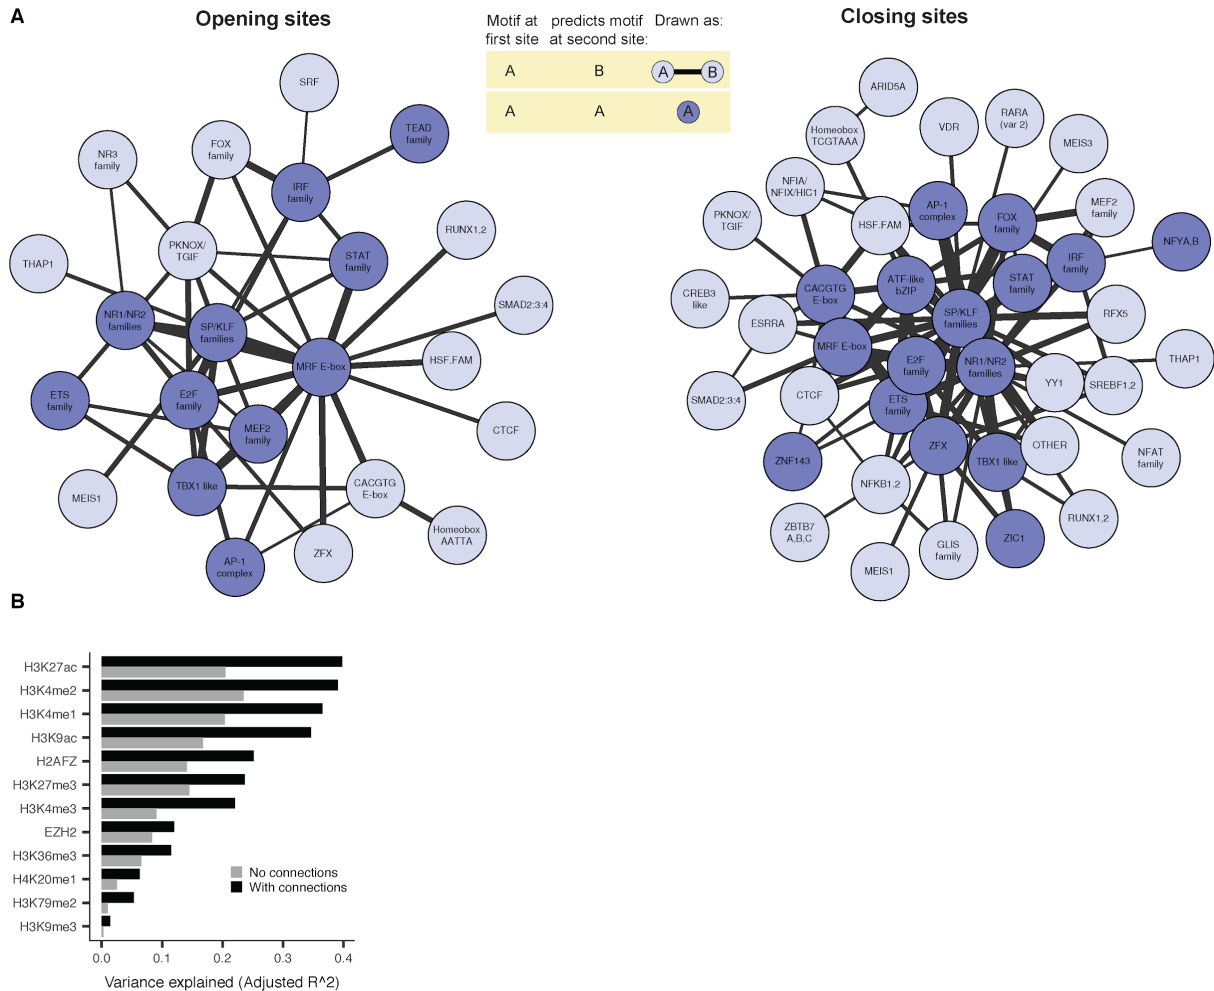 A
Opening sites
Motif at
first site
predicts motif
at second site:
Drawn as:
A
B
A
B
A
A
A
Closing sites
SRF
TEAD
family
FOX
family
NR3
family
IRF
family
RUNX1,2
PKNOX/
TGIF
STAT
family
THAP1
SMAD2:3:4
NR1/NR2
families
SP/KLF
families
MRF E-box
HSF.FAM
ETS
family
E2F
family
MEF2
family
CTCF
TBX1 like
CACGTG
E-box
MEIS1
Homeobox
AATTA
AP-1
complex
ZFX
ARID5A
Homeobox
TCGTAAA
VDR
RARA
(var 2)
MEIS3
NFIA/
NFIX/HIC1
AP-1
complex
FOX
family
MEF2
family
PKNOX/
TGIF
HSF.FAM
NFYA,B
IRF
family
STAT
family
ATF-like
bZIP
CACGTG
E-box
CREB3
like
SP/KLF
families
RFX5
ESRRA
MRF E-box
E2F
family
NR1/NR2
families
THAP1
YY1
SREBF1,2
SMAD2:3:4
CTCF
ETS
family
ZFX
OTHER
TBX1 like
ZNF143
NFAT
family
NFKB1,2
RUNX1,2
ZBTB7
A,B,C
ZIC1
GLIS
family
MEIS1
B
H3K27ac
H3K4me2
H3K4me1
H3K9ac
H2AFZ
H3K27me3
H3K4me3
EZH2
H3K36me3
H4K20me1
H3K79me2
H3K9me3
No connections
With connections
0.0
0.1
0.2
0.3
0.4
Variance explained (Adjusted R^2)